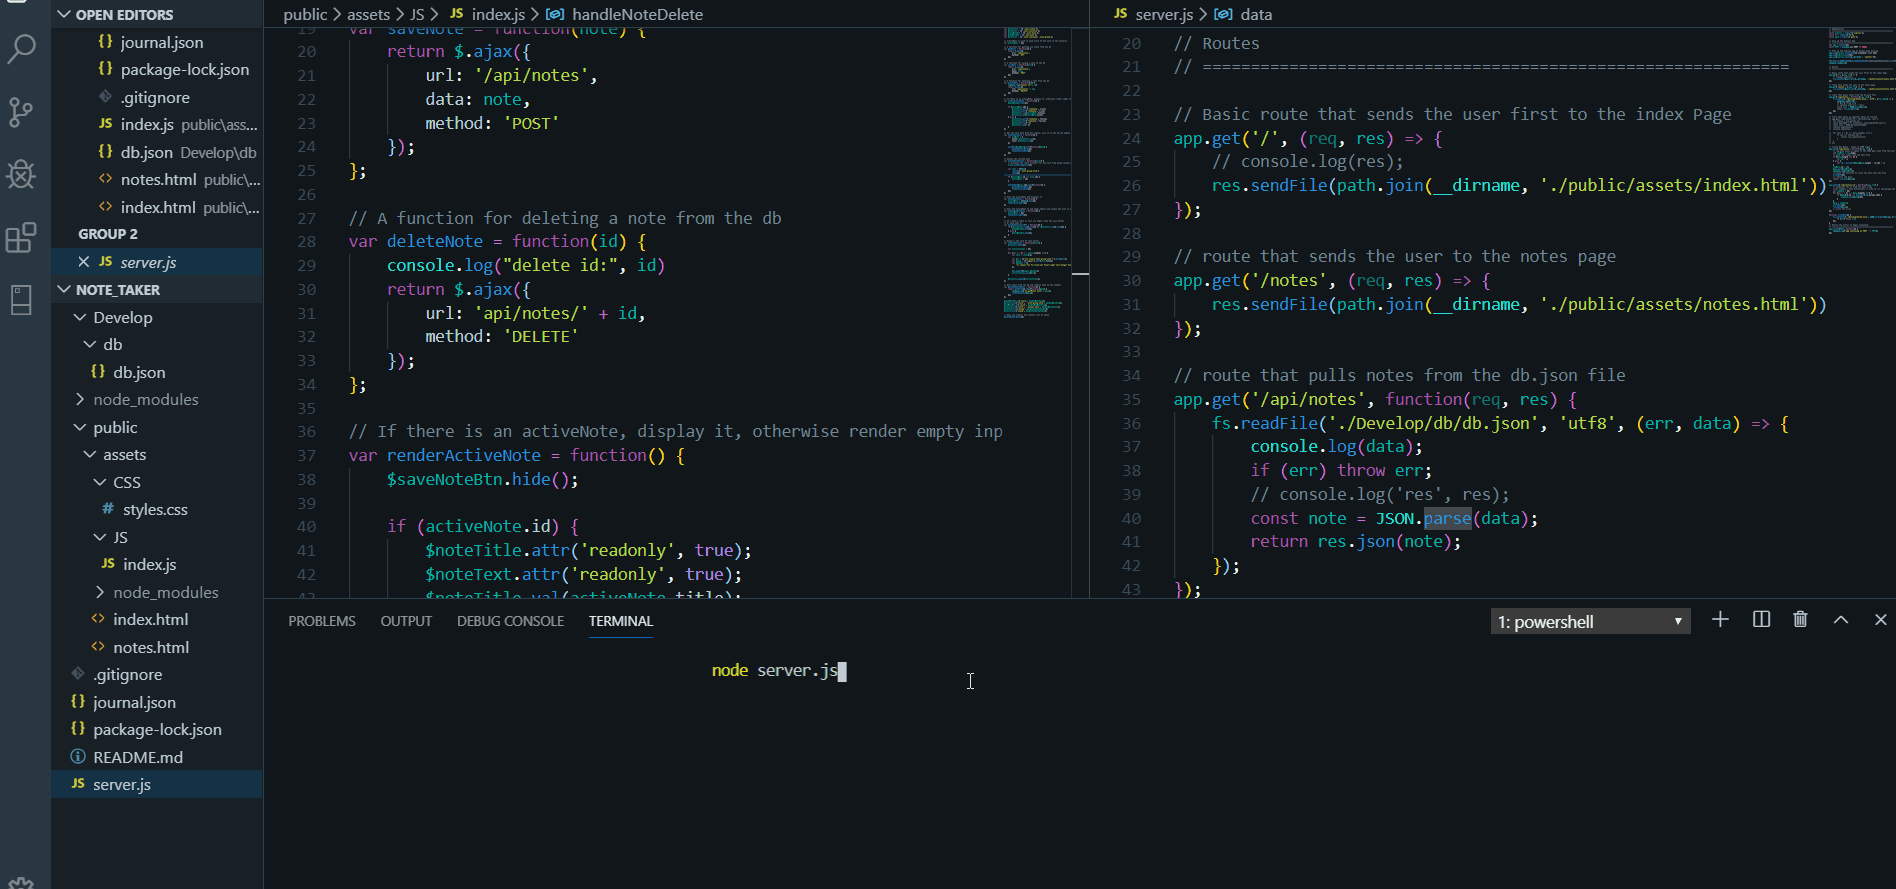 OPEN EDITORS
{} journal.json
{} package-lock.json
.gitignore
JS index.js public\ass...
{} db.json Develop\db
<> notes.html public\...
<> index.html public\...
GROUP 2
× JS server.js
NOTE_TAKER
Develop
db
{} db.json
node_modules
public
assets
CSS
# styles.css
JS
JS index.js
node_modules
<> index.html
<> notes.html
.gitignore
{} journal.json
{} package-lock.json
README.md
JS server.js
public > assets > JS > JS index.js > handleNoteDelete
19 var saveNote = function(note) {
20 return $.ajax({
21 url: '/api/notes',
22 data: note,
23 method: 'POST'
24 });
25 };
26
27 // A function for deleting a note from the db
28 var deleteNote = function(id) {
29 console.log("delete id:", id)
30 return $.ajax({
31 url: 'api/notes/' + id,
32 method: 'DELETE'
33 });
34 };
35
36 // If there is an activeNote, display it, otherwise render empty inp
37 var renderActiveNote = function() {
38 $saveNoteBtn.hide();
39
40 if (activeNote.id) {
41 $noteTitle.attr('readonly', true);
42 $noteText.attr('readonly', true);
43 $noteTitle.val(activeNote.title);
JS server.js > data
20 // Routes
21 // =============================================================
22
23 // Basic route that sends the user first to the index Page
24 app.get('/', (req, res) => {
25 // console.log(res);
26 res.sendFile(path.join(__dirname, './public/assets/index.html'))
27 });
28
29 // route that sends the user to the notes page
30 app.get('/notes', (req, res) => {
31 res.sendFile(path.join(__dirname, './public/assets/notes.html'))
32 });
33
34 // route that pulls notes from the db.json file
35 app.get('/api/notes', function(req, res) {
36 fs.readFile('./Develop/db/db.json', 'utf8', (err, data) => {
37 console.log(data);
38 if (err) throw err;
39 // console.log('res', res);
40 const note = JSON.parse(data);
41 return res.json(note);
42 });
43 });
PROBLEMS OUTPUT DEBUG CONSOLE TERMINAL
1: powershell
node server.js